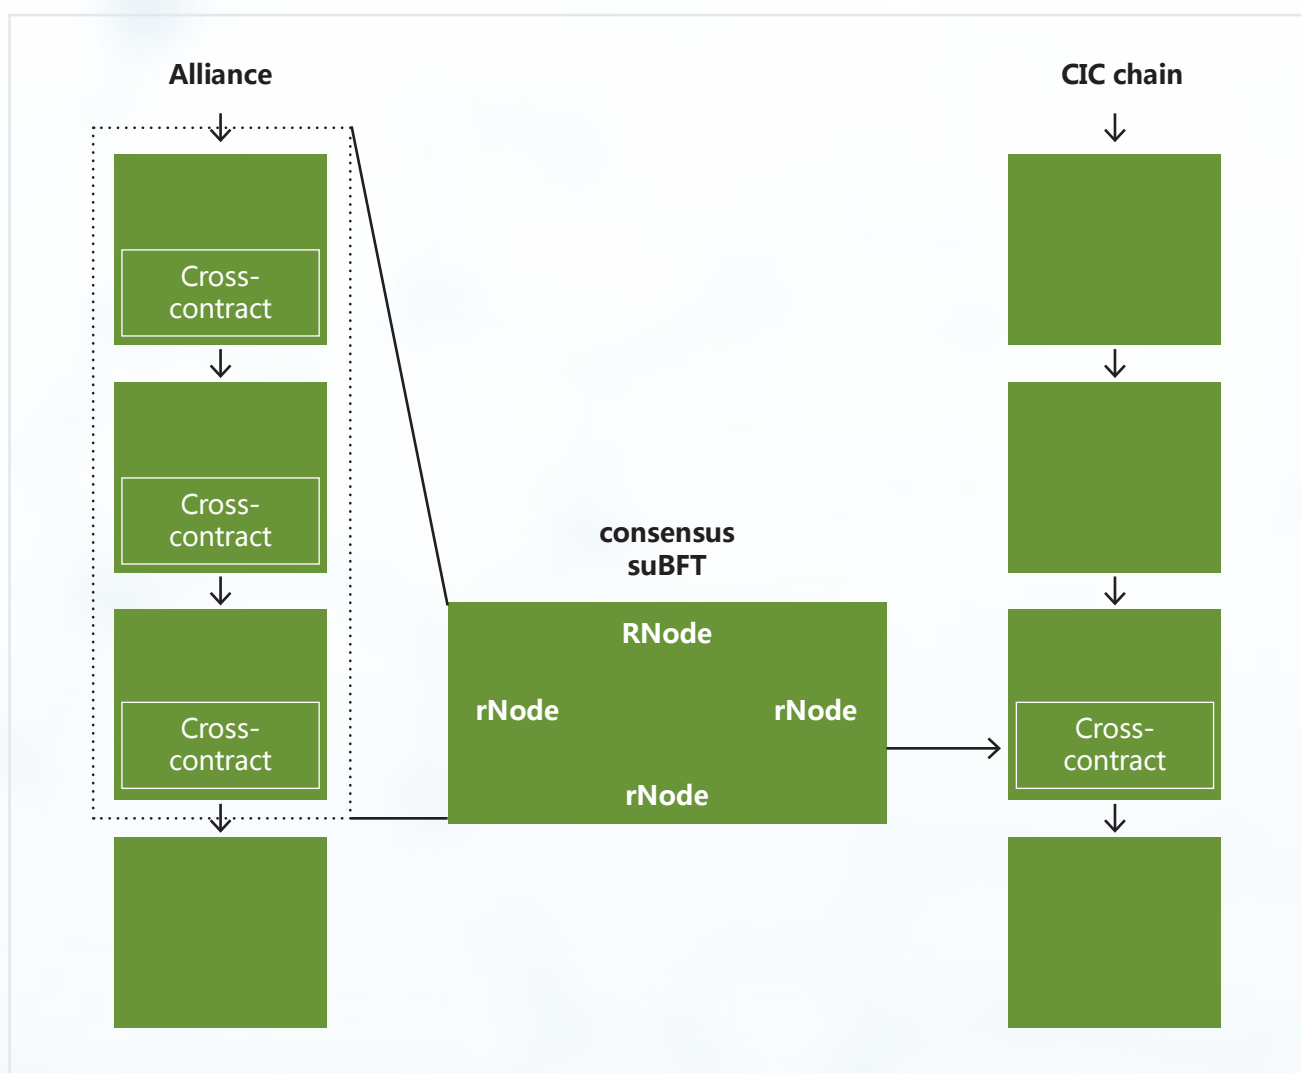 Alliance
Cross-
contract
Cross-
contract
Cross-
contract
consensus
suBFT
RNode
rNode
rNode
rNode
CIC chain
Cross-
contract